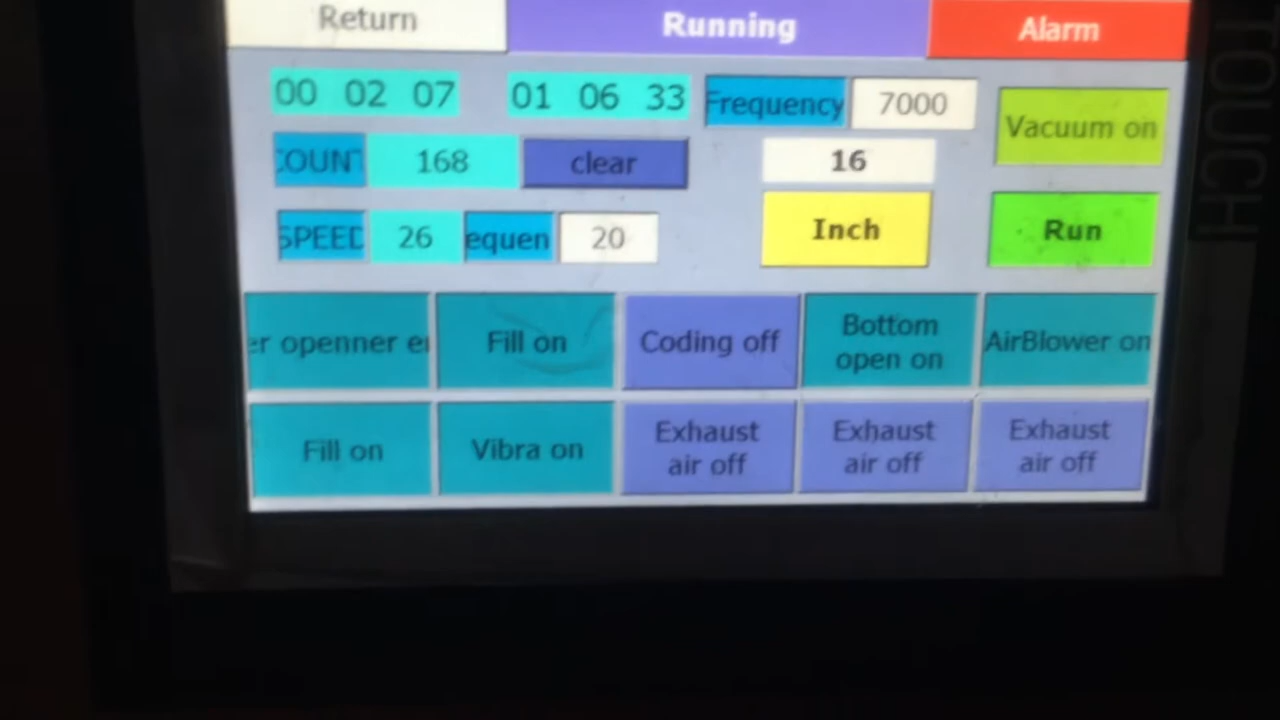 Return Running Alarm
00 02 07 01 06 33 Frequency 7000 Vacuum on
COUNT 168 clear 16
SPEED 26 equen 20 Inch Run
er openner er Fill on Coding off Bottom open on AirBlower on
Fill on Vibra on Exhaust air off Exhaust air off Exhaust air off
TOUCH